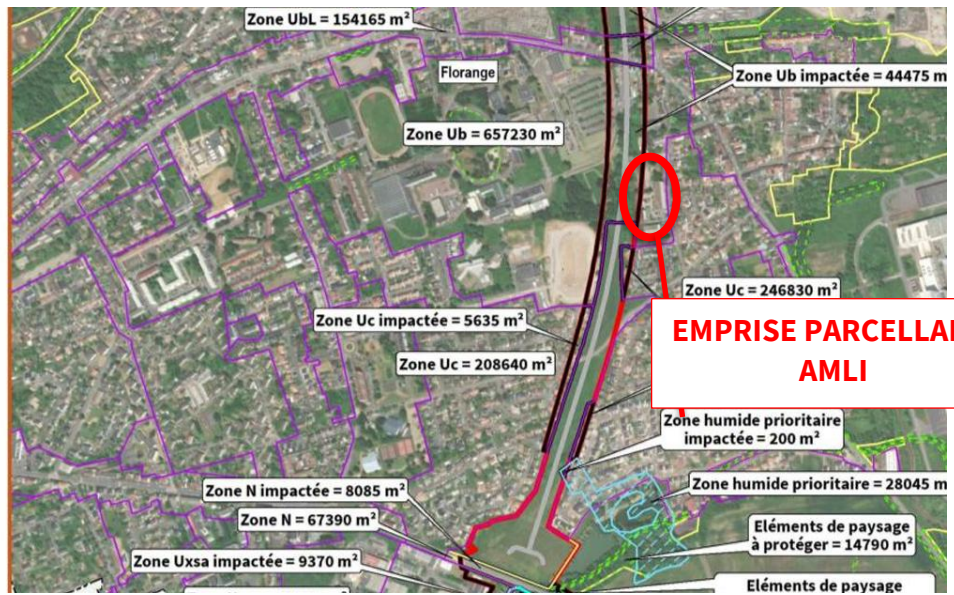 Zone UbL = 154165 m²
Florange
Zone Ub impactée = 44475 m
Zone Ub = 657230 m²
Zone Uc = 246830 m²
Zone Uc impactée = 5635 m²
EMPRISE PARCELLAI
AMLI
Zone Uc = 208640 m²
Zone humide prioritaire
impactée = 200 m²
Zone N impactée = 8085 m²
Zone humide prioritaire = 28045 m
Zone N = 67390 m²
Eléments de paysage
à protéger = 14790 m²
Zone Uxsa impactée = 9370 m²
Eléments de paysage